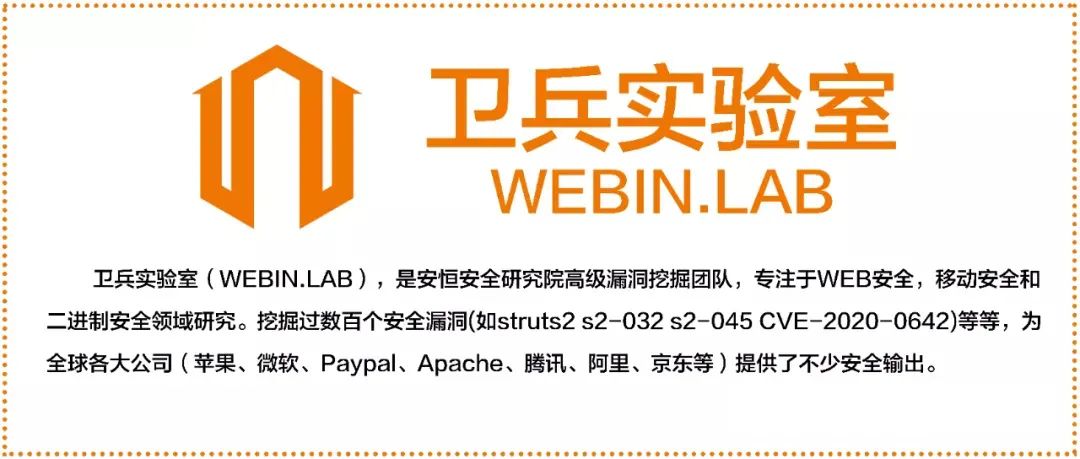 卫兵实验室
WEBIN.LAB
卫兵实验室（WEBIN.LAB），是安恒安全研究院高级漏洞挖掘团队，专注于WEB安全，移动安全和
二进制安全领域研究。挖掘过数百个安全漏洞(如struts2 s2-032 s2-045 CVE-2020-0642)等等，为
全球各大公司（苹果、微软、Paypal、Apache、腾讯、阿里、京东等）提供了不少安全输出。